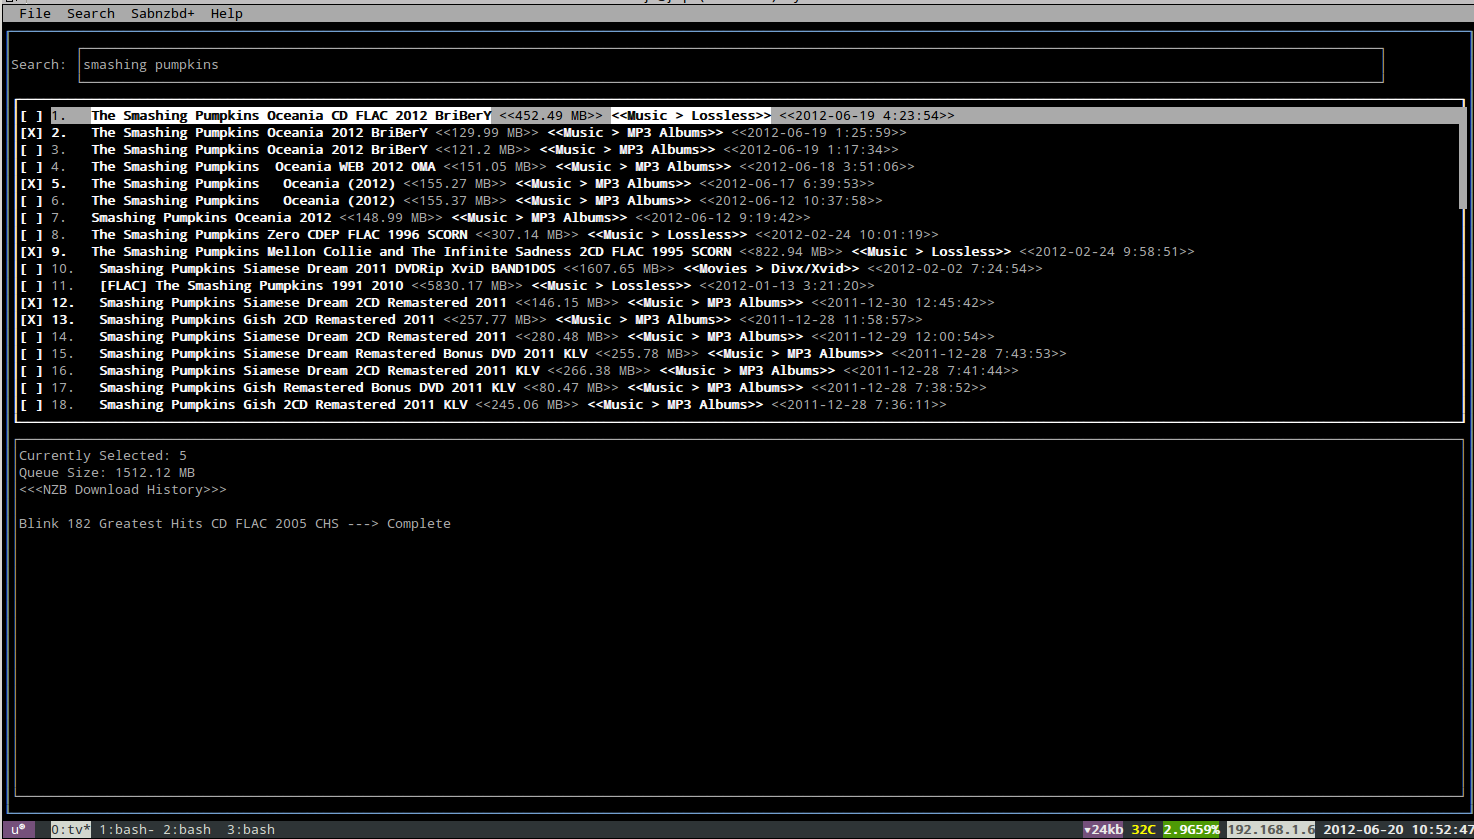 File Search Sabnzbd+ Help
Search: smashing pumpkins
[ ] 1. The Smashing Pumpkins Oceania CD FLAC 2012 BriBerY <<452.49 MB>> <<Music > Lossless>> <<2012-06-19 4:23:54>>
[X] 2. The Smashing Pumpkins Oceania 2012 BriBerY <<129.99 MB>> <<Music > MP3 Albums>> <<2012-06-19 1:25:59>>
[ ] 3. The Smashing Pumpkins Oceania 2012 BriBerY <<121.2 MB>> <<Music > MP3 Albums>> <<2012-06-19 1:17:34>>
[ ] 4. The Smashing Pumpkins Oceania WEB 2012 OMA <<151.05 MB>> <<Music > MP3 Albums>> <<2012-06-18 3:51:06>>
[X] 5. The Smashing Pumpkins Oceania (2012) <<155.27 MB>> <<Music > MP3 Albums>> <<2012-06-17 6:39:53>>
[ ] 6. The Smashing Pumpkins Oceania (2012) <<155.37 MB>> <<Music > MP3 Albums>> <<2012-06-12 10:37:58>>
[ ] 7. Smashing Pumpkins Oceania 2012 <<148.99 MB>> <<Music > MP3 Albums>> <<2012-06-12 9:19:42>>
[ ] 8. The Smashing Pumpkins Zero CDEP FLAC 1996 SCORN <<307.14 MB>> <<Music > Lossless>> <<2012-02-24 10:01:19>>
[X] 9. The Smashing Pumpkins Mellon Collie and The Infinite Sadness 2CD FLAC 1995 SCORN <<822.94 MB>> <<Music > Lossless>> <<2012-02-24 9:58:51>>
[ ] 10. Smashing Pumpkins Siamese Dream 2011 DVDRip XviD BAND1DOS <<1607.65 MB>> <<Movies > Divx/Xvid>> <<2012-02-02 7:24:54>>
[ ] 11. [FLAC] The Smashing Pumpkins 1991 2010 <<5830.17 MB>> <<Music > Lossless>> <<2012-01-13 3:21:20>>
[X] 12. Smashing Pumpkins Siamese Dream 2CD Remastered 2011 <<146.15 MB>> <<Music > MP3 Albums>> <<2011-12-30 12:45:42>>
[X] 13. Smashing Pumpkins Gish 2CD Remastered 2011 <<257.77 MB>> <<Music > MP3 Albums>> <<2011-12-28 11:58:57>>
[ ] 14. Smashing Pumpkins Siamese Dream 2CD Remastered 2011 <<280.48 MB>> <<Music > MP3 Albums>> <<2011-12-29 12:00:54>>
[ ] 15. Smashing Pumpkins Siamese Dream Remastered Bonus DVD 2011 KLV <<255.78 MB>> <<Music > MP3 Albums>> <<2011-12-28 7:43:53>>
[ ] 16. Smashing Pumpkins Siamese Dream 2CD Remastered 2011 KLV <<266.38 MB>> <<Music > MP3 Albums>> <<2011-12-28 7:41:44>>
[ ] 17. Smashing Pumpkins Gish Remastered Bonus DVD 2011 KLV <<80.47 MB>> <<Music > MP3 Albums>> <<2011-12-28 7:38:52>>
[ ] 18. Smashing Pumpkins Gish 2CD Remastered 2011 KLV <<245.06 MB>> <<Music > MP3 Albums>> <<2011-12-28 7:36:11>>
Currently Selected: 5
Queue Size: 1512.12 MB
<<<NZB Download History>>>
Blink 182 Greatest Hits CD FLAC 2005 CHS ---> Complete
u® 0:tv* 1:bash- 2:bash 3:bash ▾24kb 32C 2.9G59% 192.168.1.6 2012-06-20 10:52:47